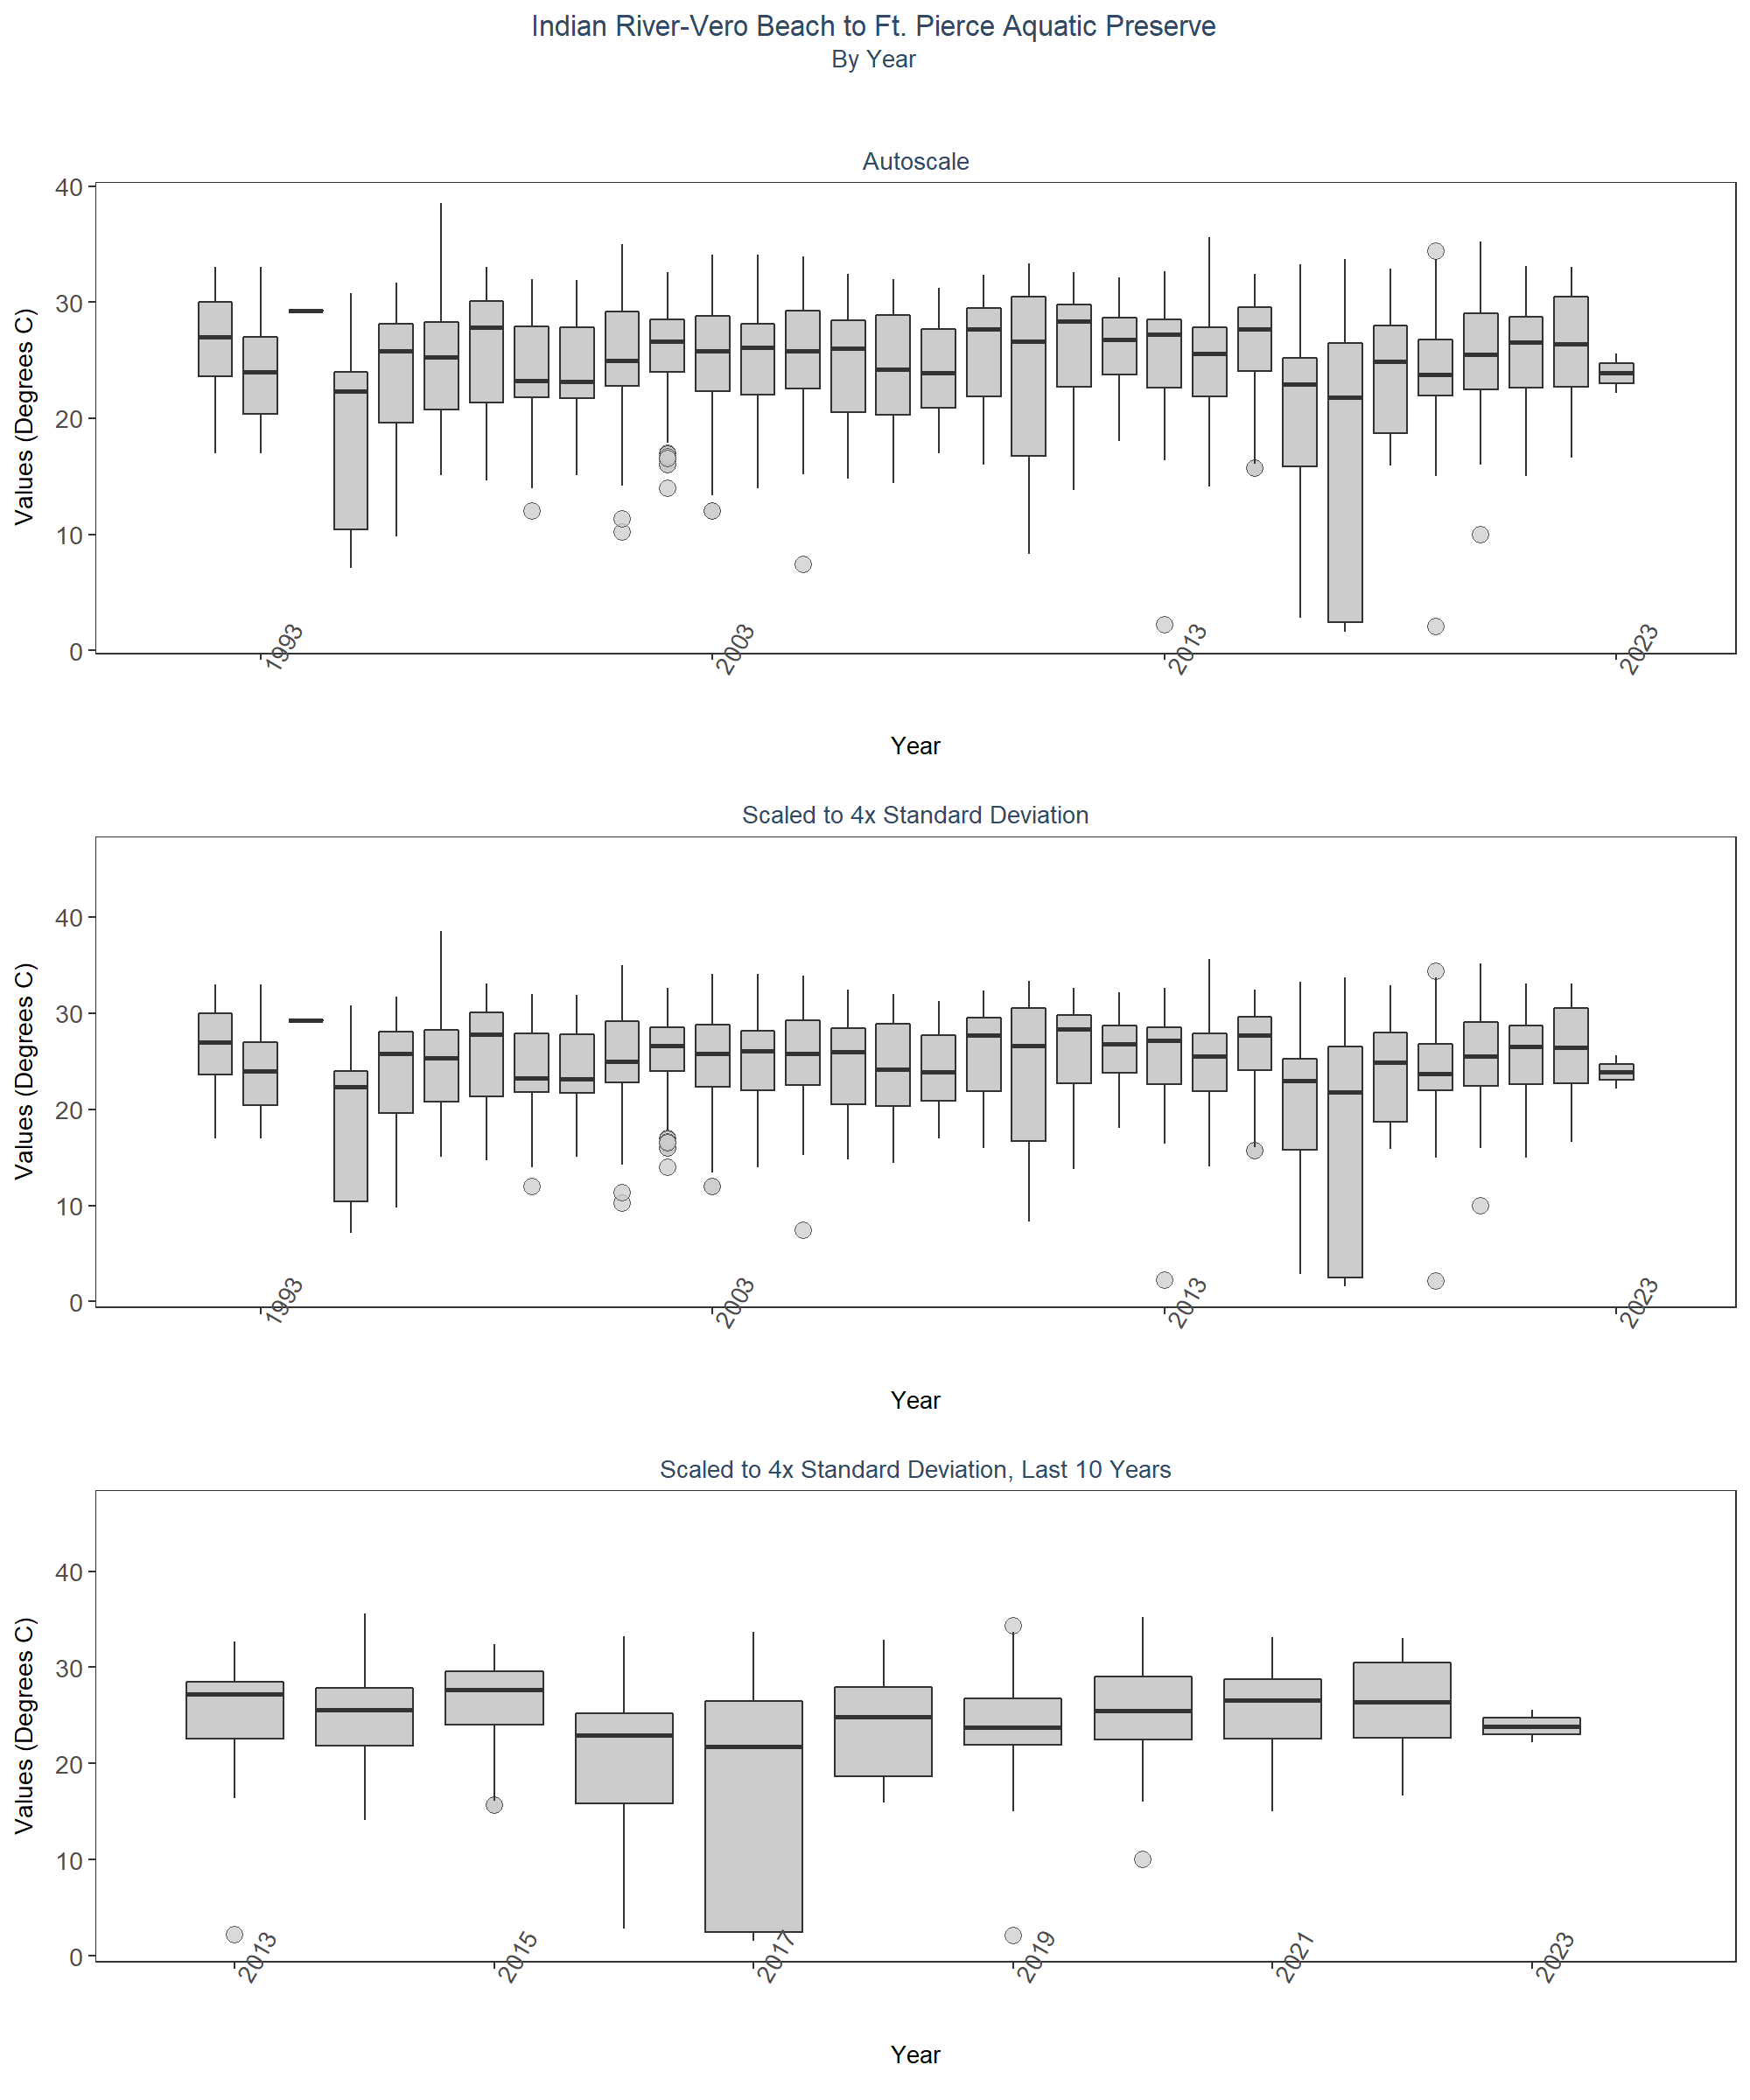 Indian River-Vero Beach to Ft. Pierce Aquatic Preserve
By Year
Autoscale
Values (Degrees C)
40
30
20
10
0
1993
2003
2013
2023
Year
Scaled to 4x Standard Deviation
Values (Degrees C)
40
30
20
10
0
1993
2003
2013
2023
Year
Scaled to 4x Standard Deviation, Last 10 Years
Values (Degrees C)
40
30
20
10
0
2013
2015
2017
2019
2021
2023
Year